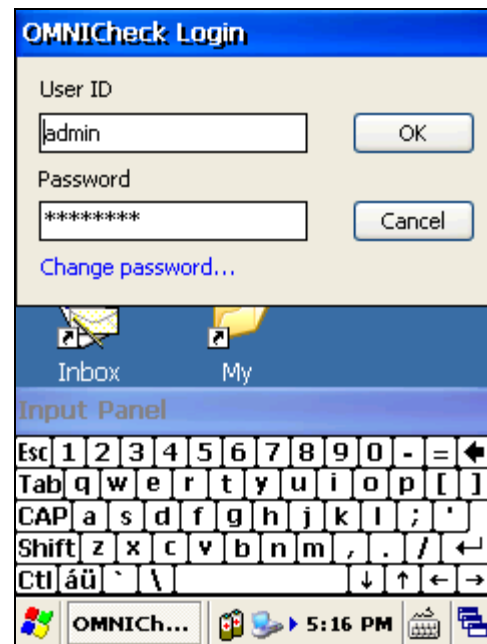 OMNICheck Login
User ID
admin
OK
Password
********
Cancel
Change password...
Inbox
My
Input Panel
Esc 1 2 3 4 5 6 7 8 9 0 - =
Tab q w e r t y u i o p [ ]
CAP a s d f g h j k l ; '
Shift z x c v b n m , . /
Ctl áü ` \ ↓ ↑ ← →
OMNICh... 5:16 PM